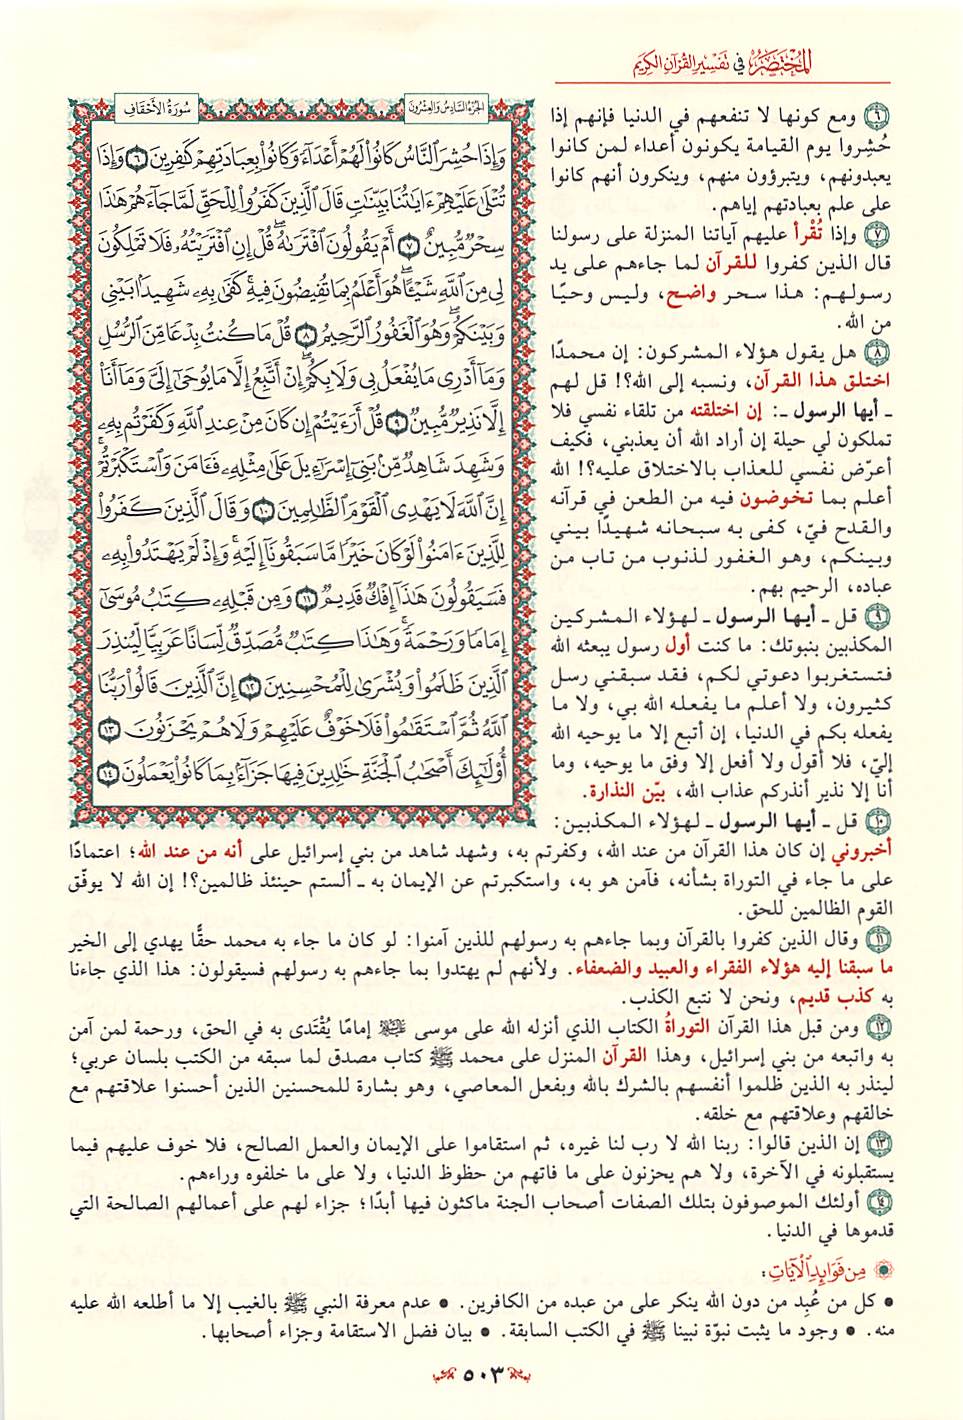 المُخْتَصَرُ في تَفْسِيرِ القُرْآنِ الكَرِيم
الجُزْءُ السَّادِسُ وَالعِشْرُونَ
سُورَةُ الأَحْقَافِ
وَإِذَا حُشِرَ ٱلنَّاسُ كَانُوا۟ لَهُمْ أَعْدَآءً وَكَانُوا۟ بِعِبَادَتِهِمْ كَٰفِرِينَ ٦ وَإِذَا
تُتْلَىٰ عَلَيْهِمْ ءَايَٰتُنَا بَيِّنَٰتٍ قَالَ ٱلَّذِينَ كَفَرُوا۟ لِلْحَقِّ لَمَّا جَآءَهُمْ هَٰذَا
سِحْرٌ مُّبِينٌ ٧ أَمْ يَقُولُونَ ٱفْتَرَىٰهُ ۖ قُلْ إِنِ ٱفْتَرَيْتُهُۥ فَلَا تَمْلِكُونَ
لِى مِنَ ٱللَّهِ شَيْـًٔا ۖ هُوَ أَعْلَمُ بِمَا تُفِيضُونَ فِيهِ ۖ كَفَىٰ بِهِۦ شَهِيدًۢا بَيْنِى
وَبَيْنَكُمْ ۖ وَهُوَ ٱلْغَفُورُ ٱلرَّحِيمُ ٨ قُلْ مَا كُنتُ بِدْعًا مِّنَ ٱلرُّسُلِ
وَمَآ أَدْرِى مَا يُفْعَلُ بِى وَلَا بِكُمْ ۖ إِنْ أَتَّبِعُ إِلَّا مَا يُوحَىٰٓ إِلَىَّ وَمَآ أَنَا۠
إِلَّا نَذِيرٌ مُّبِينٌ ٩ قُلْ أَرَءَيْتُمْ إِن كَانَ مِنْ عِندِ ٱللَّهِ وَكَفَرْتُم بِهِۦ
وَشَهِدَ شَاهِدٌ مِّنۢ بَنِىٓ إِسْرَٰٓءِيلَ عَلَىٰ مِثْلِهِۦ فَـَٔامَنَ وَٱسْتَكْبَرْتُمْ ۖ
إِنَّ ٱللَّهَ لَا يَهْدِى ٱلْقَوْمَ ٱلظَّٰلِمِينَ ١٠ وَقَالَ ٱلَّذِينَ كَفَرُوا۟
لِلَّذِينَ ءَامَنُوا۟ لَوْ كَانَ خَيْرًا مَّا سَبَقُونَآ إِلَيْهِ ۚ وَإِذْ لَمْ يَهْتَدُوا۟ بِهِۦ
فَسَيَقُولُونَ هَٰذَآ إِفْكٌ قَدِيمٌ ١١ وَمِن قَبْلِهِۦ كِتَٰبُ مُوسَىٰٓ
إِمَامًا وَرَحْمَةً ۚ وَهَٰذَا كِتَٰبٌ مُّصَدِّقٌ لِّسَانًا عَرَبِيًّا لِّيُنذِرَ
ٱلَّذِينَ ظَلَمُوا۟ وَبُشْرَىٰ لِلْمُحْسِنِينَ ١٢ إِنَّ ٱلَّذِينَ قَالُوا۟ رَبُّنَا
ٱللَّهُ ثُمَّ ٱسْتَقَٰمُوا۟ فَلَا خَوْفٌ عَلَيْهِمْ وَلَا هُمْ يَحْزَنُونَ ١٣
أُو۟لَٰٓئِكَ أَصْحَٰبُ ٱلْجَنَّةِ خَٰلِدِينَ فِيهَا جَزَآءًۢ بِمَا كَانُوا۟ يَعْمَلُونَ ١٤
٦ ومع كونها لا تنفعهم في الدنيا فإنهم إذا
حُشِروا يوم القيامة يكونون أعداء لمن كانوا
يعبدونهم، ويتبرؤون منهم، وينكرون أنهم كانوا
على علم بعبادتهم إياهم.
٧ وإذا تُقْرأ عليهم آياتنا المنزلة على رسولنا
قال الذين كفروا للقرآن لما جاءهم على يد
رسولهم: هذا سحر واضح، وليس وحيًا
من الله.
٨ هل يقول هؤلاء المشركون: إن محمدًا
اختلق هذا القرآن، ونسبه إلى الله؟! قل لهم
ـ أيها الرسول ـ: إن اختلقته من تلقاء نفسي فلا
تملكون لي حيلة إن أراد الله أن يعذبني، فكيف
أعرّض نفسي للعذاب بالاختلاق عليه؟! الله
أعلم بما تخوضون فيه من الطعن في قرآنه
والقدح فيّ، كفى به سبحانه شهيدًا بيني
وبينكم، وهو الغفور لذنوب من تاب من
عباده، الرحيم بهم.
٩ قل ـ أيها الرسول ـ لهؤلاء المشركين
المكذبين بنبوتك: ما كنت أول رسول يبعثه الله
فتستغربوا دعوتي لكم، فقد سبقني رسل
كثيرون، ولا أعلم ما يفعله الله بي، ولا ما
يفعله بكم في الدنيا، إن أتبع إلا ما يوحيه الله
إليّ، فلا أقول ولا أفعل إلا وفق ما يوحيه، وما
أنا إلا نذير أنذركم عذاب الله، بيّن النذارة.
١٠ قل ـ أيها الرسول ـ لهؤلاء المكذبين:
أخبروني إن كان هذا القرآن من عند الله، وكفرتم به، وشهد شاهد من بني إسرائيل على أنه من عند الله؛ اعتمادًا
على ما جاء في التوراة بشأنه، فآمن هو به، واستكبرتم عن الإيمان به ـ ألستم حينئذ ظالمين؟! إن الله لا يوفّق
القوم الظالمين للحق.
١١ وقال الذين كفروا بالقرآن وبما جاءهم به رسولهم للذين آمنوا: لو كان ما جاء به محمد حقًّا يهدي إلى الخير
ما سبقنا إليه هؤلاء الفقراء والعبيد والضعفاء. ولأنهم لم يهتدوا بما جاءهم به رسولهم فسيقولون: هذا الذي جاءنا
به كذب قديم، ونحن لا نتبع الكذب.
١٢ ومن قبل هذا القرآن التوراةُ الكتاب الذي أنزله الله على موسى ﵇ إمامًا يُقْتَدى به في الحق، ورحمة لمن آمن
به واتبعه من بني إسرائيل، وهذا القرآن المنزل على محمد ﷺ كتاب مصدق لما سبقه من الكتب بلسان عربي؛
لينذر به الذين ظلموا أنفسهم بالشرك بالله وبفعل المعاصي، وهو بشارة للمحسنين الذين أحسنوا علاقتهم مع
خالقهم وعلاقتهم مع خلقه.
١٣ إن الذين قالوا: ربنا الله لا رب لنا غيره، ثم استقاموا على الإيمان والعمل الصالح، فلا خوف عليهم فيما
يستقبلونه في الآخرة، ولا هم يحزنون على ما فاتهم من حظوظ الدنيا، ولا على ما خلفوه وراءهم.
١٤ أولئك الموصوفون بتلك الصفات أصحاب الجنة ماكثون فيها أبدًا؛ جزاء لهم على أعمالهم الصالحة التي
قدموها في الدنيا.
مِن فَوَائِدِ الآيَاتِ:
• كل من عُبِد من دون الله ينكر على من عبده من الكافرين. • عدم معرفة النبي ﷺ بالغيب إلا ما أطلعه الله عليه
منه. • وجود ما يثبت نبوّة نبينا ﷺ في الكتب السابقة. • بيان فضل الاستقامة وجزاء أصحابها.
٥٠٣